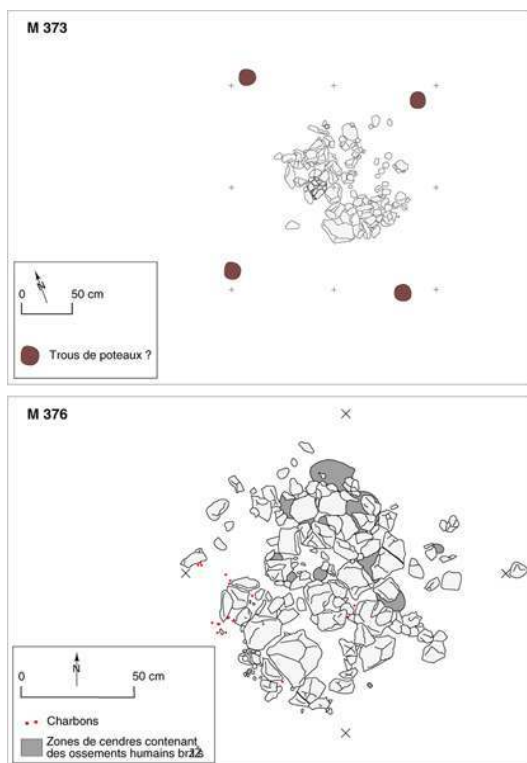 M 373
N
0 50 cm
Trous de poteaux ?
M 376
N
0 50 cm
Charbons
Zones de cendres contenant
des ossements humains